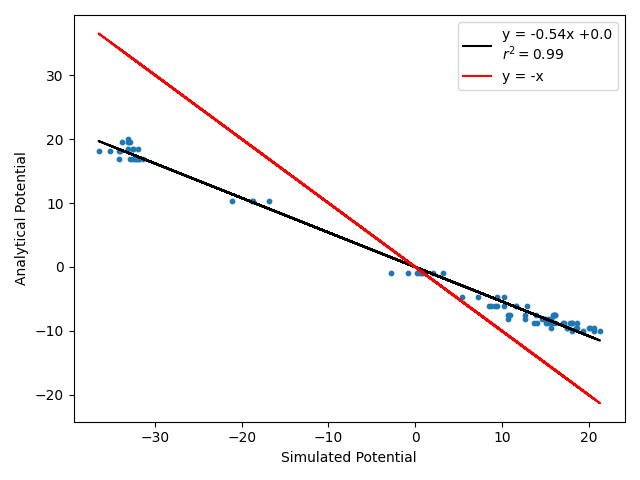 y = -0.54x +0.0
r² = 0.99
y = -x
30
20
10
0
−10
−20
Analytical Potential
−30
−20
−10
0
10
20
Simulated Potential